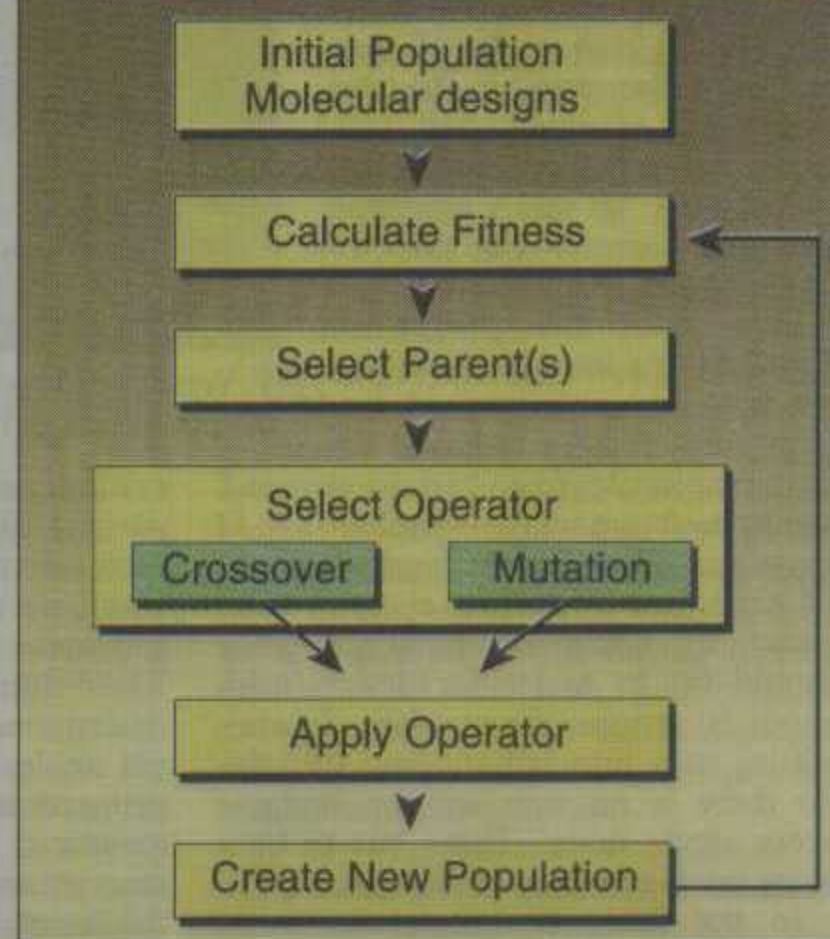 Initial Population
Molecular designs
Calculate Fitness
Select Parent(s)
Select Operator
Crossover Mutation
Apply Operator
Create New Population